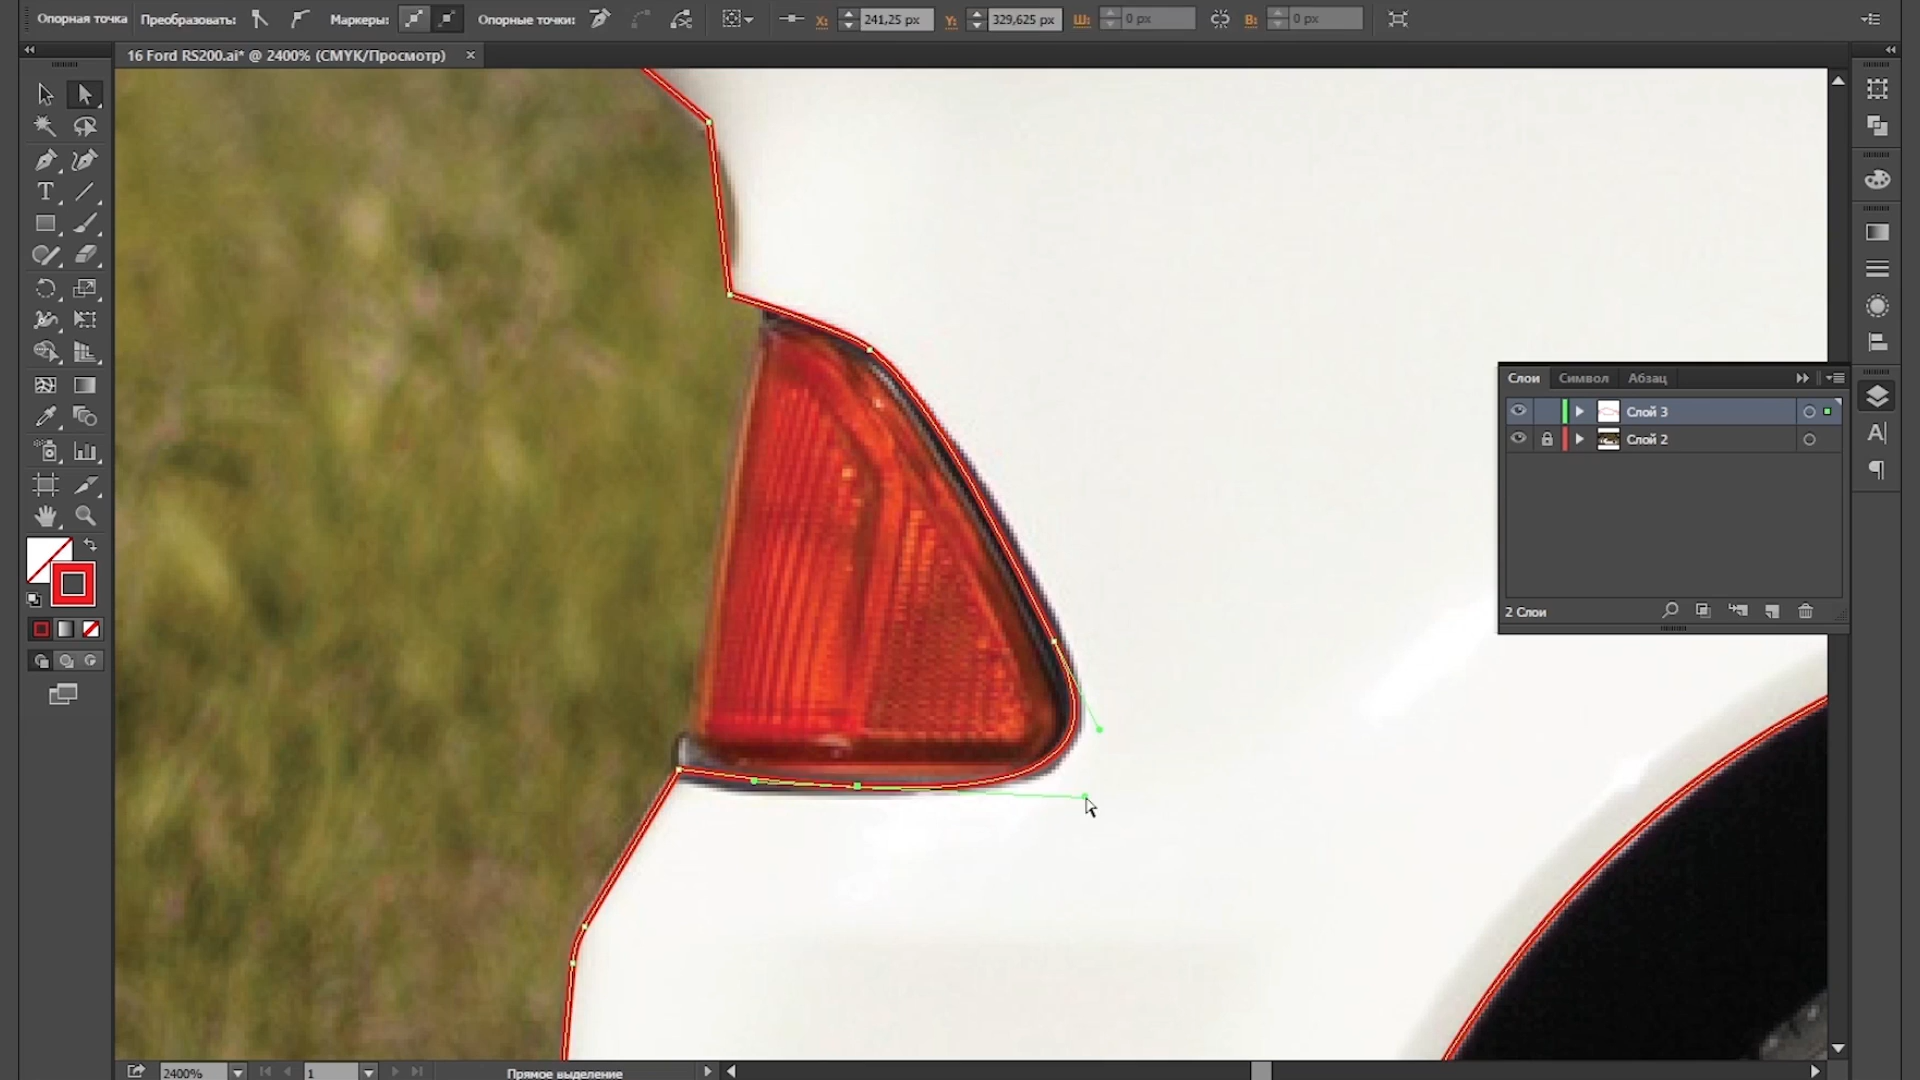 Опорная точка Преобразовать: Маркеры: Опорные точки: X: 241,25 px Y: 329,625 px Ш: 0 px В: 0 px
16 Ford RS200.ai* @ 2400% (CMYK/Просмотр) ×
Слои Символ Абзац
Слой 3
Слой 2
2 Слои
2400% 1 Прямое выделение